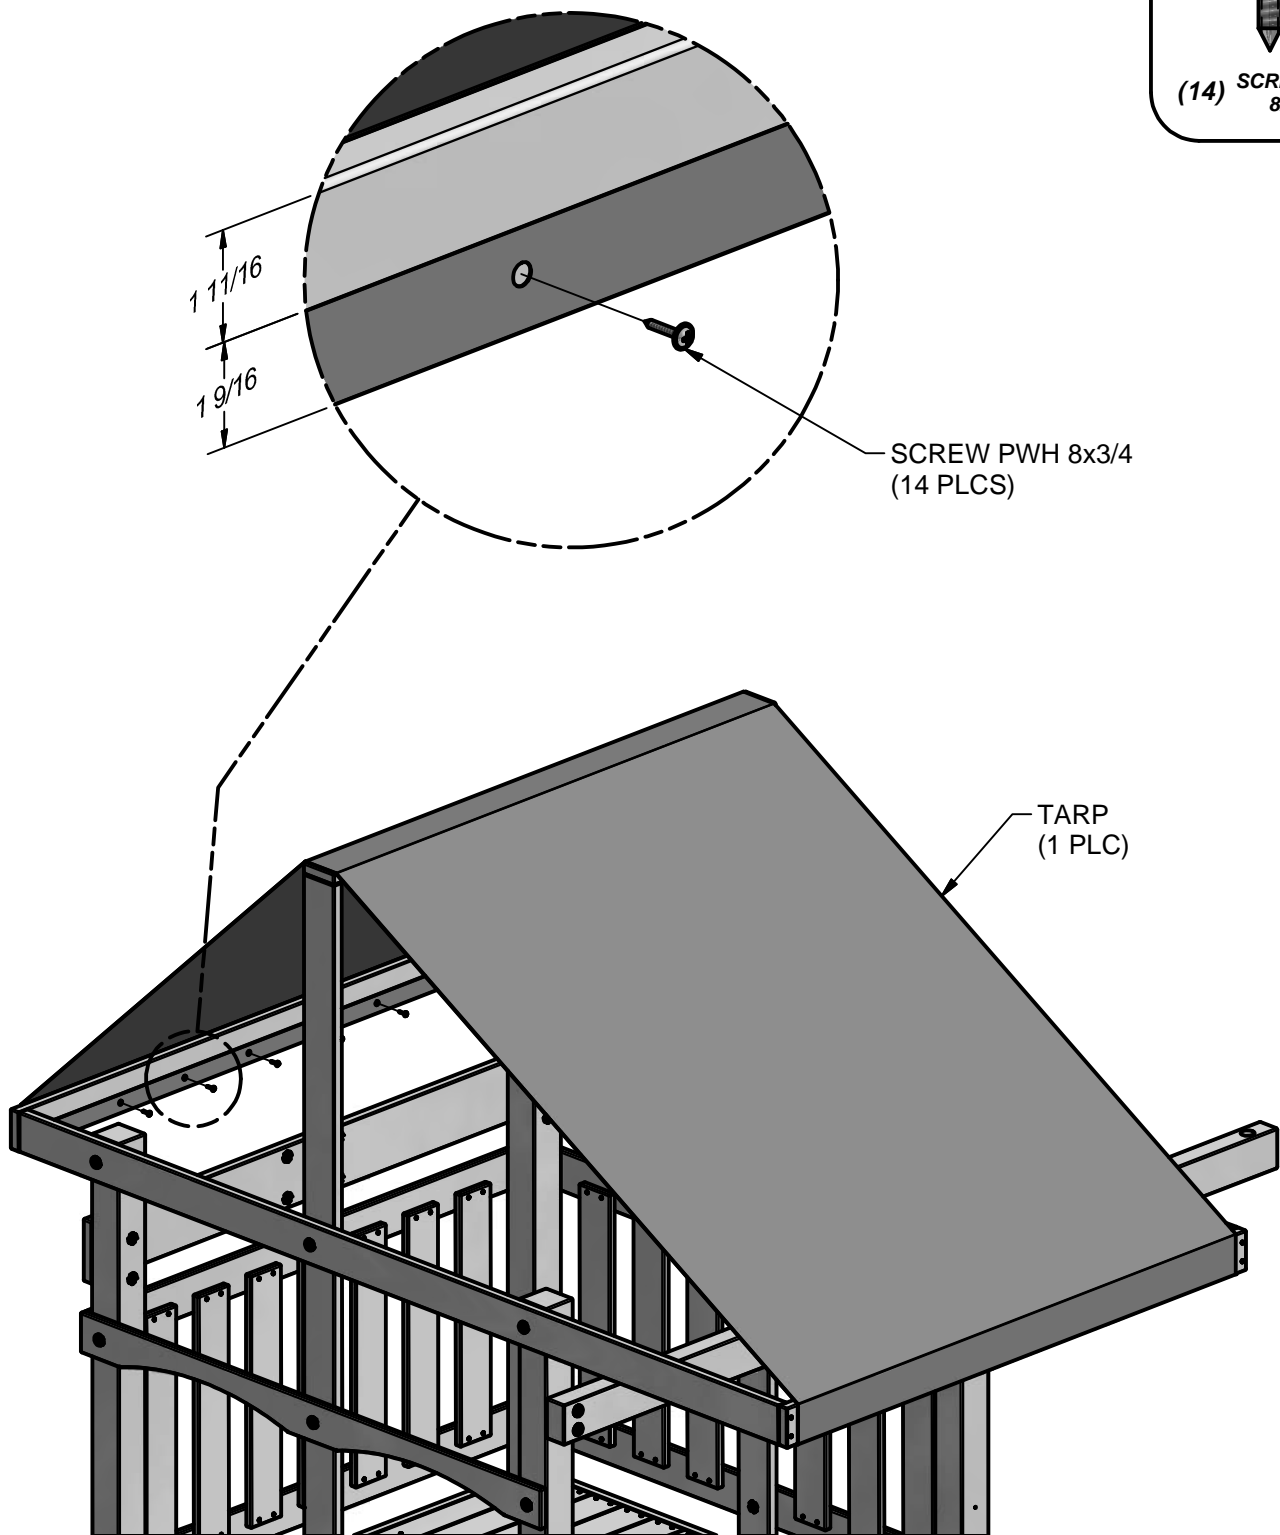 (14)
1 11/16
1 9/16
SCREW PWH 8x3/4
(14 PLCS)
TARP
(1 PLC)